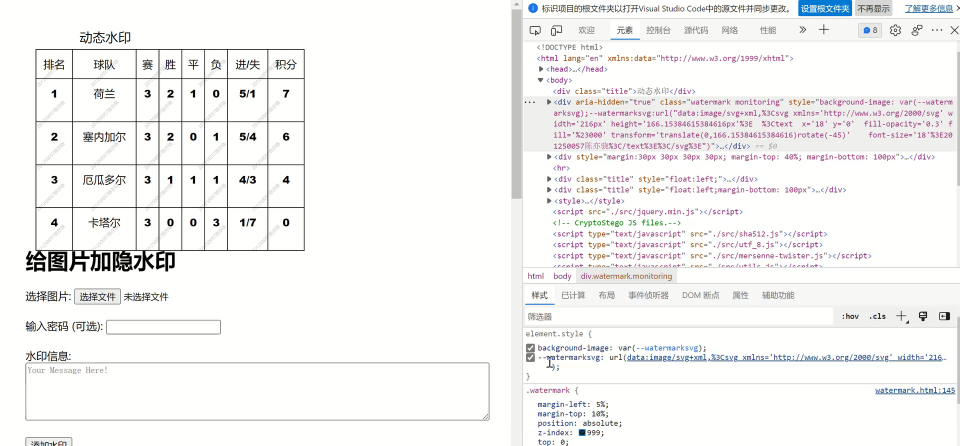 标识项目的根文件夹以打开Visual Studio Code中的源文件并同步更改。 设置根文件夹 不再显示 了解更多信息
欢迎 元素 控制台 源代码 网络 性能 8
动态水印
排名 球队 赛 胜 平 负 进/失 积分
1 荷兰 3 2 1 0 5/1 7
2 塞内加尔 3 2 0 1 5/4 6
3 厄瓜多尔 3 1 1 1 4/3 4
4 卡塔尔 3 0 0 3 1/7 0
给图片加隐水印
选择图片: 选择文件 未选择文件
输入密码 (可选):
水印信息:
Your Message Here!
添加水印
<!DOCTYPE html>
<html lang="en" xmlns:data="http://www.w3.org/1999/xhtml">
<head>…</head>
<body>
<div class="title">动态水印</div>
<div aria-hidden="true" class="watermark monitoring" style="background-image: var(--waterm
arksvg);--watermarksvg:url("data:image/svg+xml,%3Csvg xmlns='http://www.w3.org/2000/svg' w
idth='216px' height='166.15384615384616px'%3E %3Ctext x='18' y='0' fill-opacity='0.3' f
ill='%23000' transform='translate(0,166.15384615384616)rotate(-45)' font-size='18'%3E20
12500S7陈亦骁%3C/text%3E%3C/svg%3E")">…</div> == $0
<div style="margin:30px 30px 30px 30px; margin-top: 40%; margin-bottom: 100px">…</div>
<hr>
<div class="title" style="float:left;">…</div>
<div class="title" style="float:left;margin-bottom: 100px">…</div>
<style>…</style>
<script src="./src/jquery.min.js"></script>
<!-- CryptoStego JS files.-->
<script type="text/javascript" src="./src/sha512.js"></script>
<script type="text/javascript" src="./src/utf_8.js"></script>
<script type="text/javascript" src="./src/mersenne-twister.js"></script>
<script type="text/javascript" src="./src/utils.js"></script>
html body div.watermark.monitoring
样式 已计算 布局 事件侦听器 DOM 断点 属性 辅助功能
筛选器 :hov .cls
element.style {
background-image: var(--watermarksvg);
--watermarksvg: url(data:image/svg+xml,%3Csvg xmlns='http://www.w3.org/2000/svg' width='216…
);
}
.watermark { watermark.html:145
margin-left: 5%;
margin-top: 10%;
position: absolute;
z-index: 999;
top: 0;